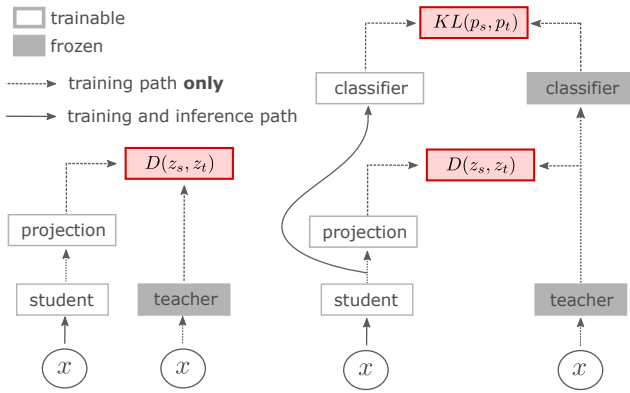 trainable
frozen
training path only
training and inference path
D(z_s, z_t)
projection
student
teacher
x
x
KL(p_s, p_t)
classifier
classifier
D(z_s, z_t)
projection
student
teacher
x
x